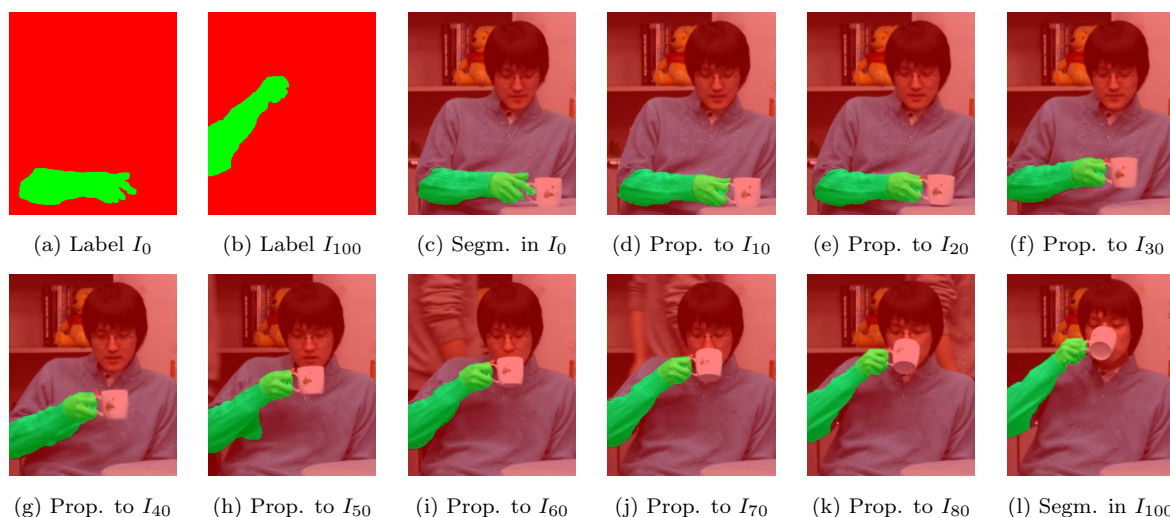 (a) Label I₀
(b) Label I₁₀₀
(c) Segm. in I₀
(d) Prop. to I₁₀
(e) Prop. to I₂₀
(f) Prop. to I₃₀
(g) Prop. to I₄₀
(h) Prop. to I₅₀
(i) Prop. to I₆₀
(j) Prop. to I₇₀
(k) Prop. to I₈₀
(l) Segm. in I₁₀₀